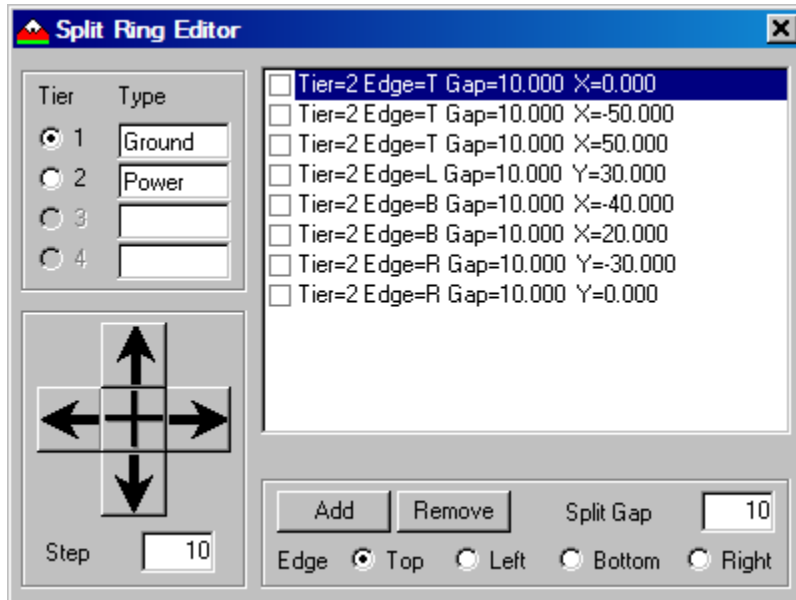 Split Ring Editor
Tier Type
1 Ground
2 Power
3
4
Tier=2 Edge=T Gap=10.000 X=0.000
Tier=2 Edge=T Gap=10.000 X=-50.000
Tier=2 Edge=T Gap=10.000 X=50.000
Tier=2 Edge=L Gap=10.000 Y=30.000
Tier=2 Edge=B Gap=10.000 X=-40.000
Tier=2 Edge=B Gap=10.000 X=20.000
Tier=2 Edge=R Gap=10.000 Y=-30.000
Tier=2 Edge=R Gap=10.000 Y=0.000
Step 10
Add Remove Split Gap 10
Edge Top Left Bottom Right